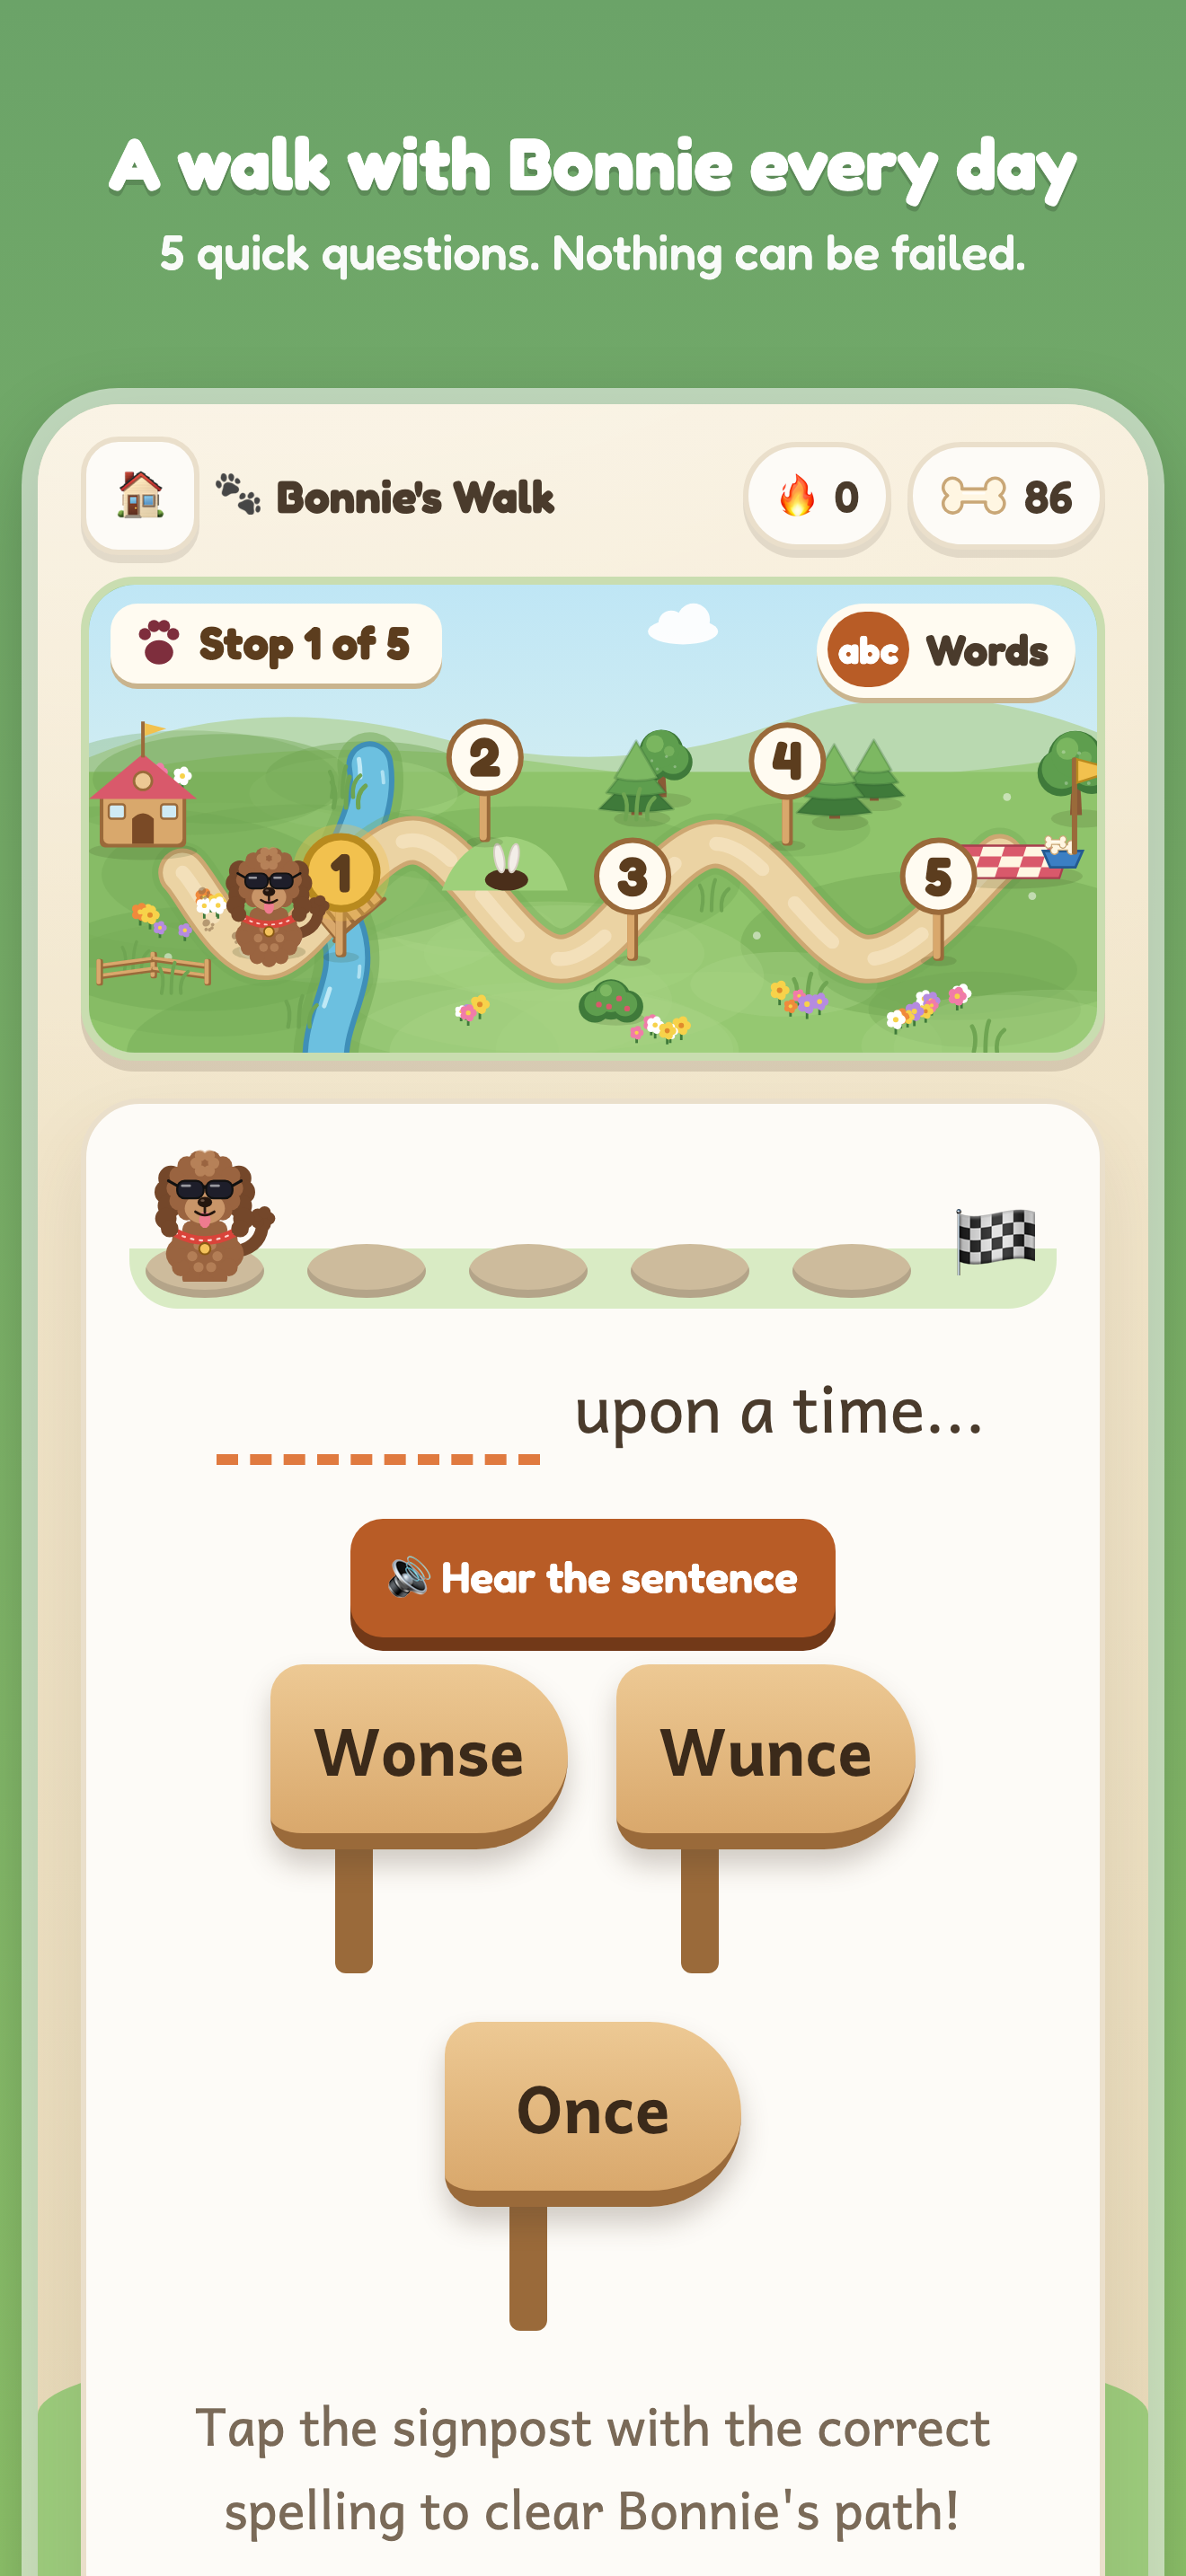 A walk with Bonnie every day
5 quick questions. Nothing can be failed.
Bonnie's Walk
0
86
Stop 1 of 5
abc Words
2
4
1
3
5
upon a time...
Hear the sentence
Wonse
Wunce
Once
Tap the signpost with the correct
spelling to clear Bonnie's path!